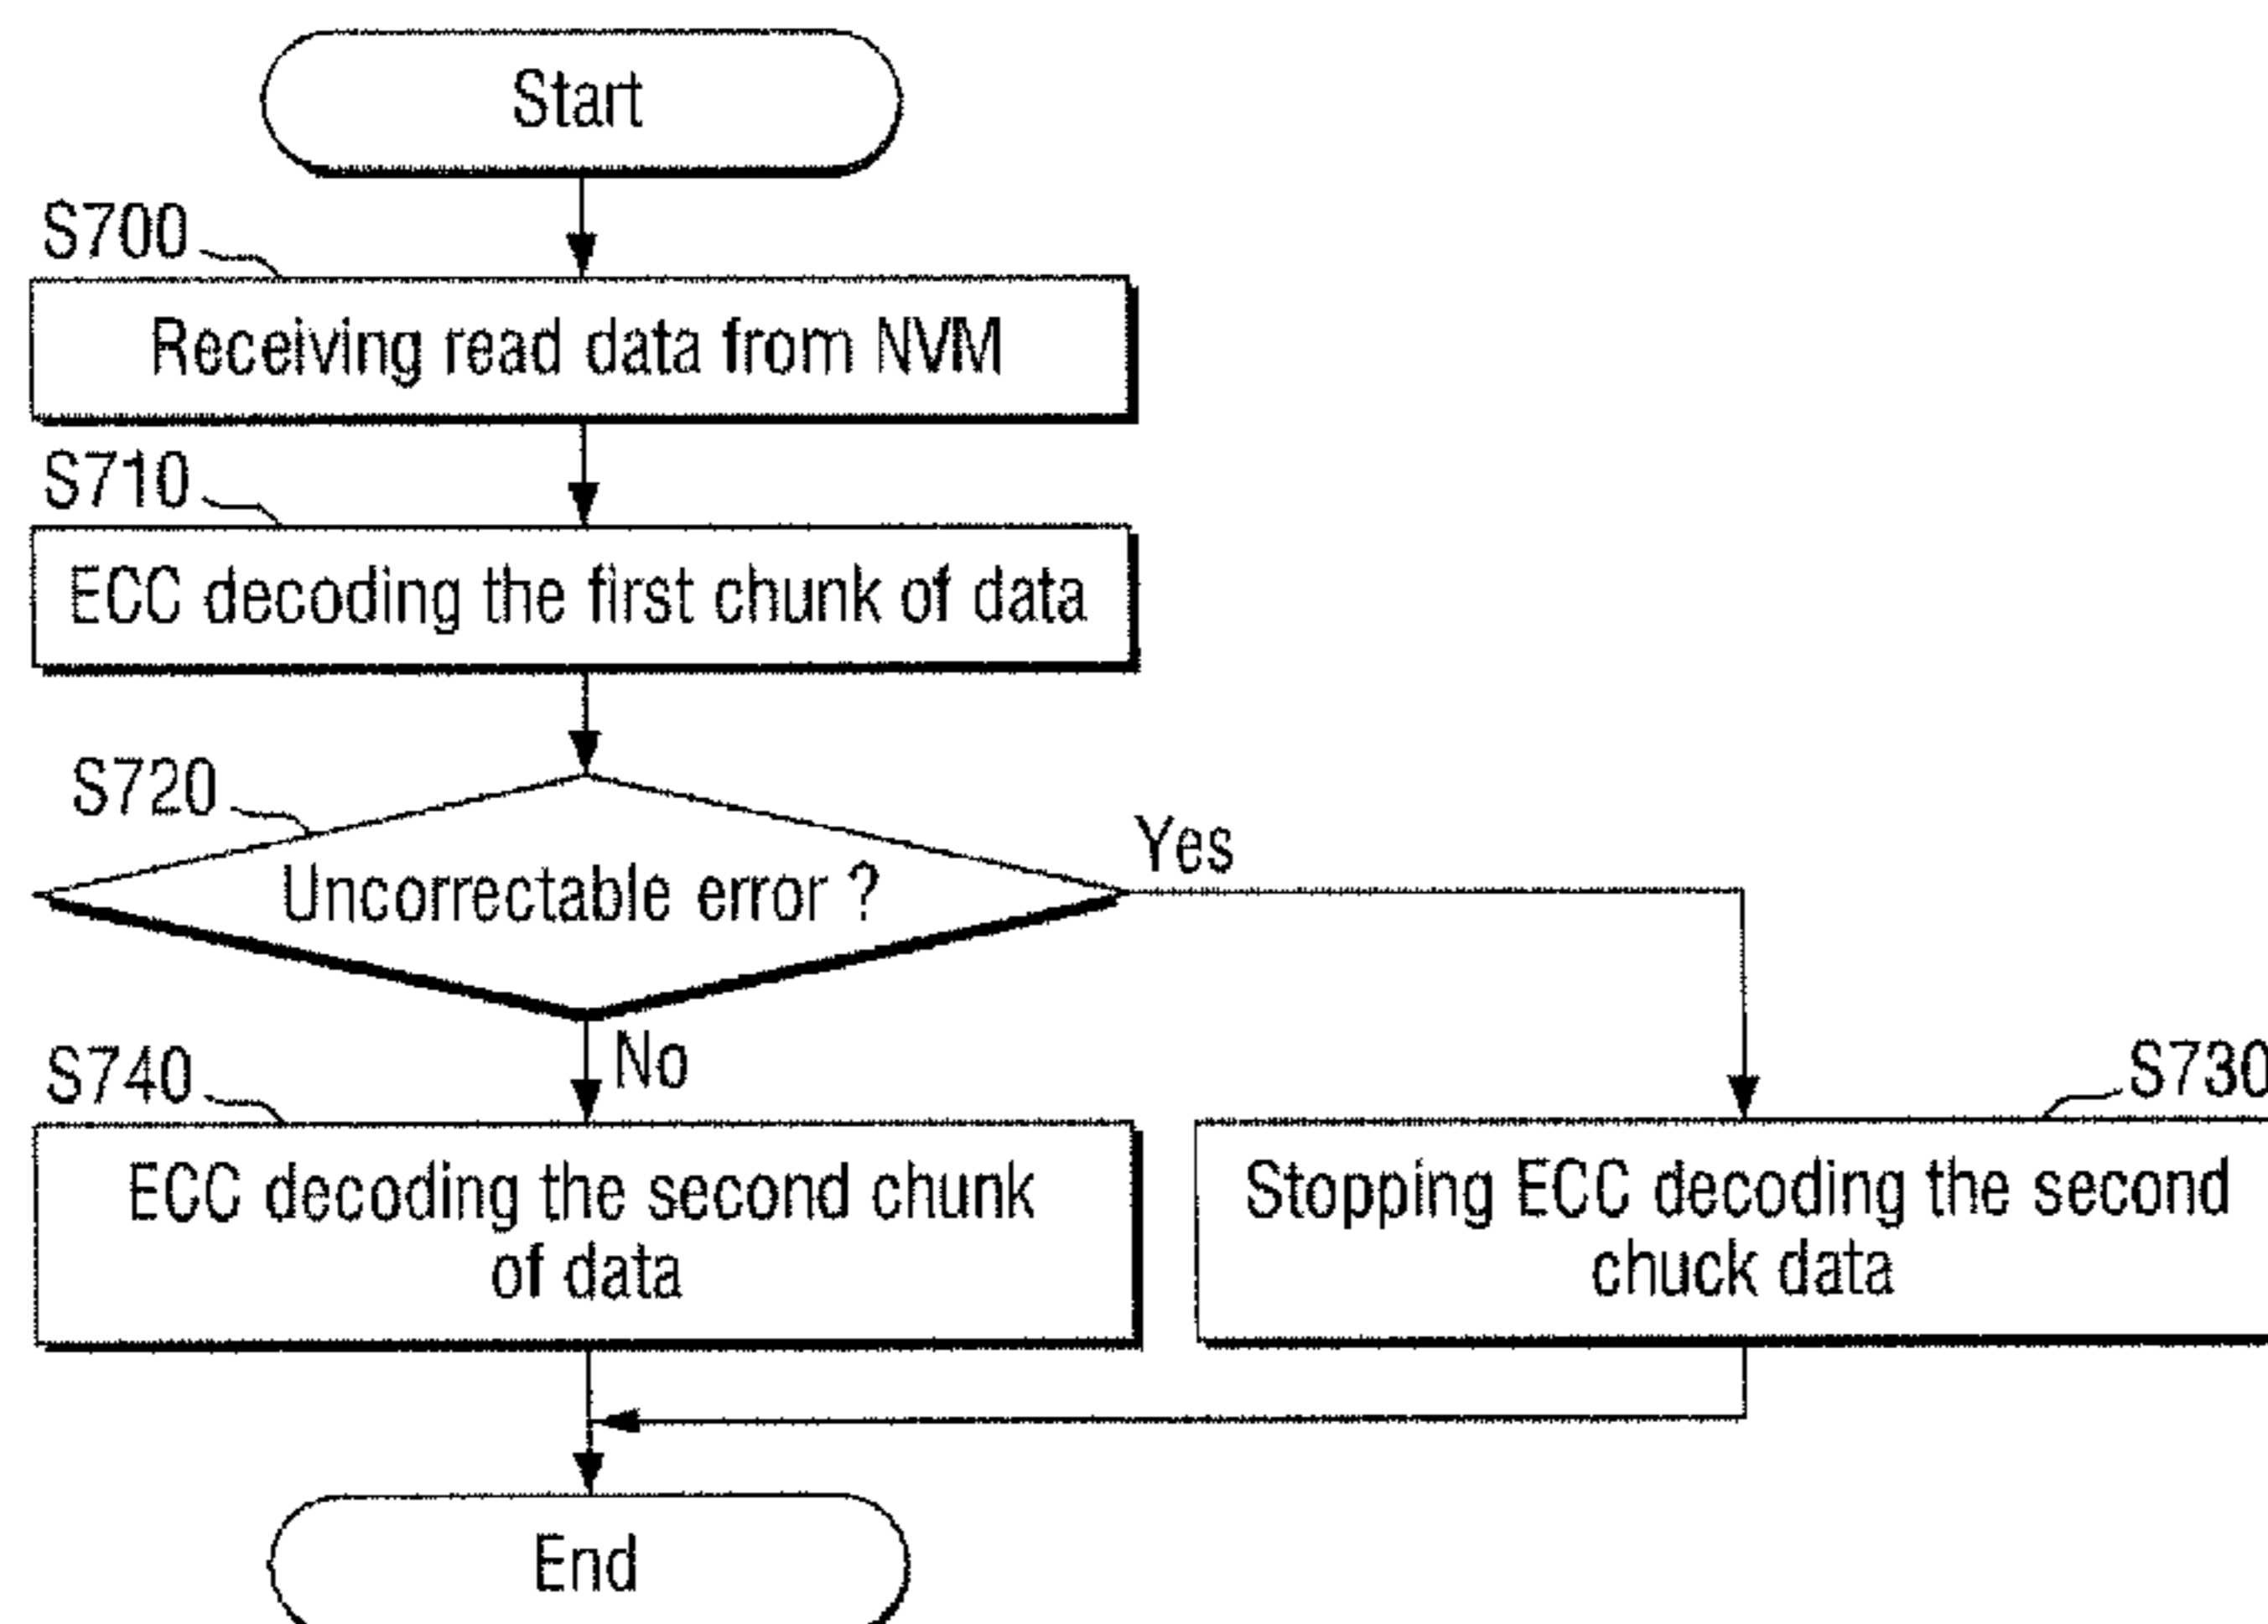 Start
S700
Receiving read data from NVM
S710
ECC decoding the first chunk of data
S720
Uncorrectable error ?
Yes
No
S740
ECC decoding the second chunk
of data
S730
Stopping ECC decoding the second
chuck data
End